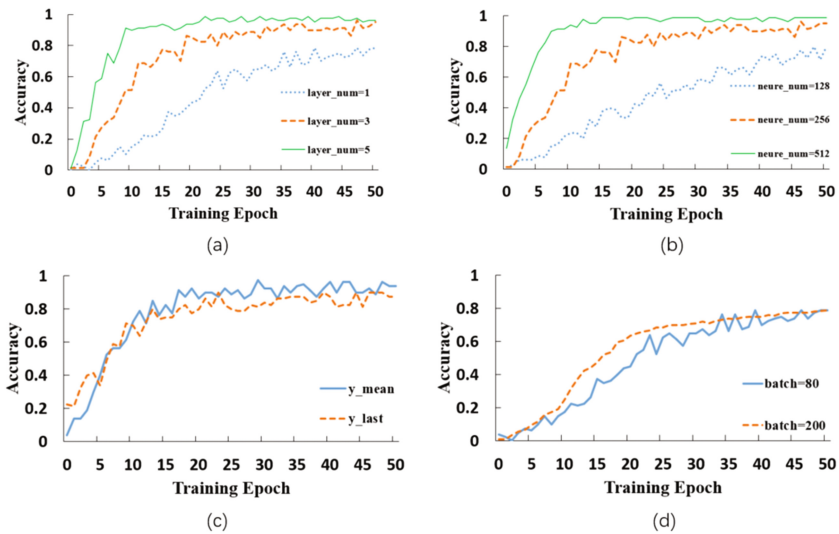 1
0.8
0.6
0.4
0.2
0
Accuracy
layer_num=1
layer_num=3
layer_num=5
0 5 10 15 20 25 30 35 40 45 50
Training Epoch
(a)
1
0.8
0.6
0.4
0.2
0
Accuracy
neure_num=128
neure_num=256
neure_num=512
0 5 10 15 20 25 30 35 40 45 50
Training Epoch
(b)
1
0.8
0.6
0.4
0.2
0
Accuracy
y_mean
y_last
0 5 10 15 20 25 30 35 40 45 50
Training Epoch
(c)
1
0.8
0.6
0.4
0.2
0
Accuracy
batch=80
batch=200
0 5 10 15 20 25 30 35 40 45 50
Training Epoch
(d)